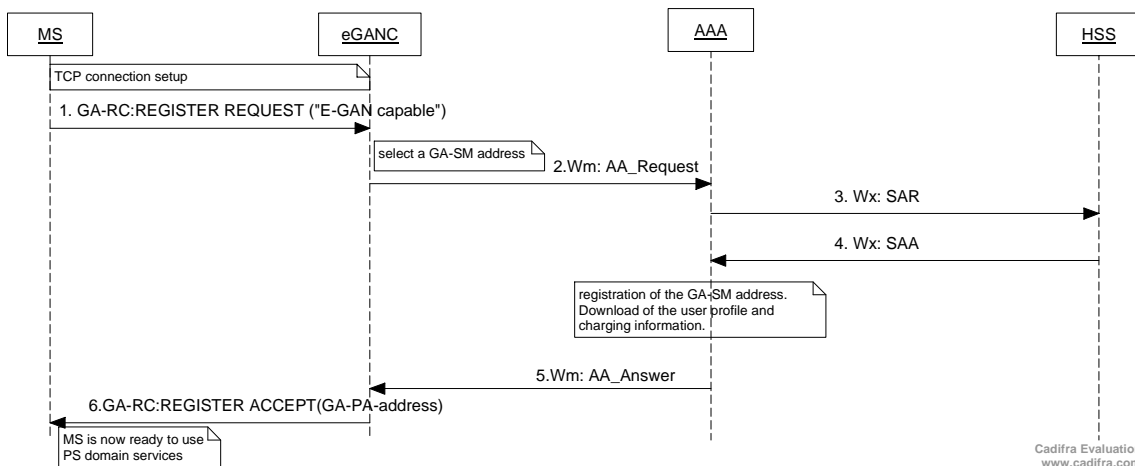 MS
eGANC
AAA
HSS
TCP connection setup
1. GA-RC:REGISTER REQUEST ("E-GAN capable")
select a GA-SM address
2.Wm: AA_Request
3. Wx: SAR
4. Wx: SAA
registration of the GA-SM address.
Download of the user profile and
charging information.
5.Wm: AA_Answer
6.GA-RC:REGISTER ACCEPT(GA-PA-address)
MS is now ready to use
PS domain services
Cadifra Evaluation
www.cadifra.com